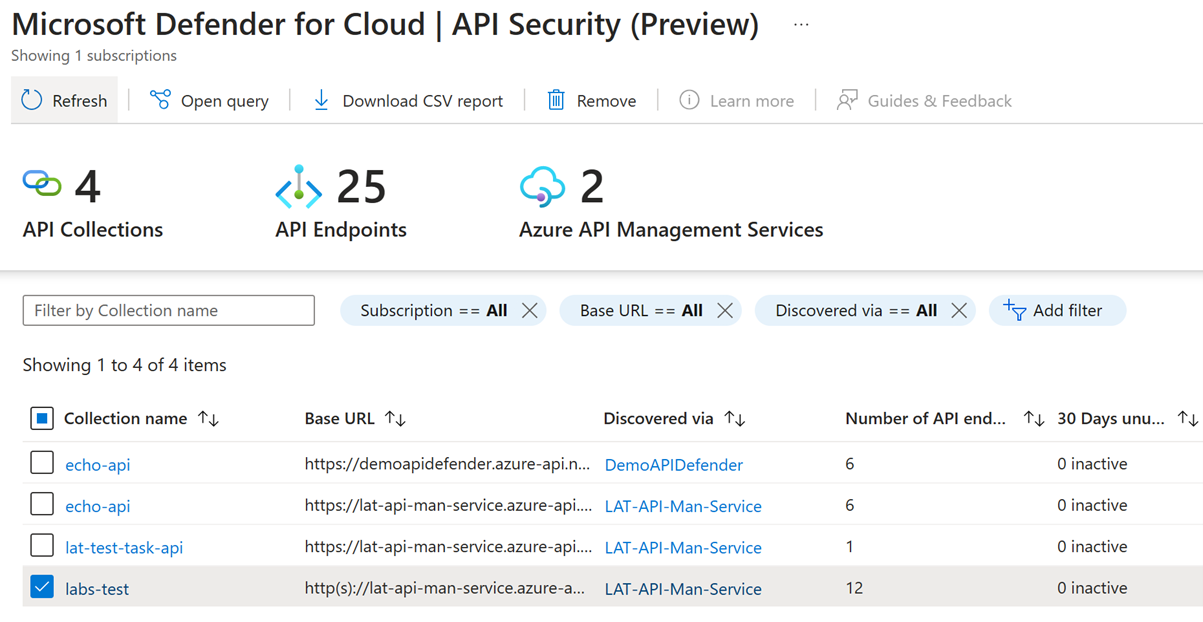 Microsoft Defender for Cloud | API Security (Preview) ...
Showing 1 subscriptions
Refresh Open query Download CSV report Remove Learn more Guides & Feedback
4 25 2
API Collections API Endpoints Azure API Management Services
Filter by Collection name Subscription == All Base URL == All Discovered via == All Add filter
Showing 1 to 4 of 4 items
Collection name Base URL Discovered via Number of API end... 30 Days unu...
echo-api https://demoapidefender.azure-api.n... DemoAPIDefender 6 0 inactive
echo-api https://lat-api-man-service.azure-api.... LAT-API-Man-Service 6 0 inactive
lat-test-task-api https://lat-api-man-service.azure-api.... LAT-API-Man-Service 1 0 inactive
labs-test http(s)://lat-api-man-service.azure-a... LAT-API-Man-Service 12 0 inactive